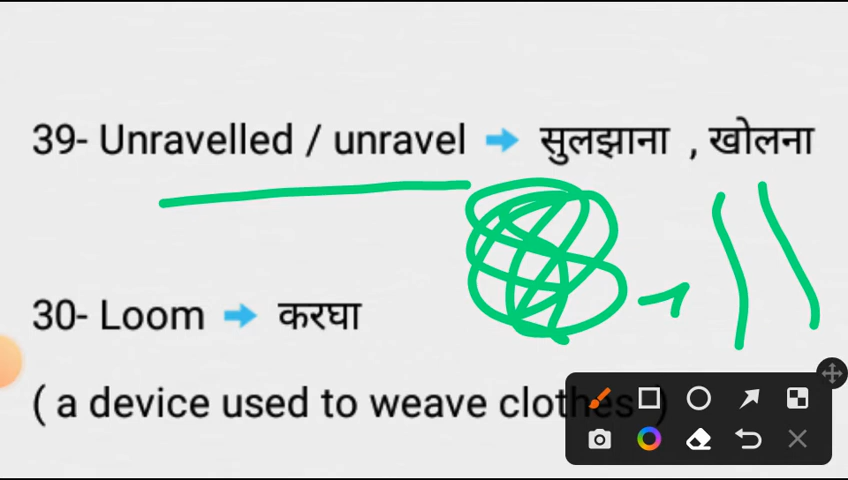 39- Unravelled / unravel ➡ सुलझाना , खोलना
30- Loom ➡ करघा
( a device used to weave clothes )